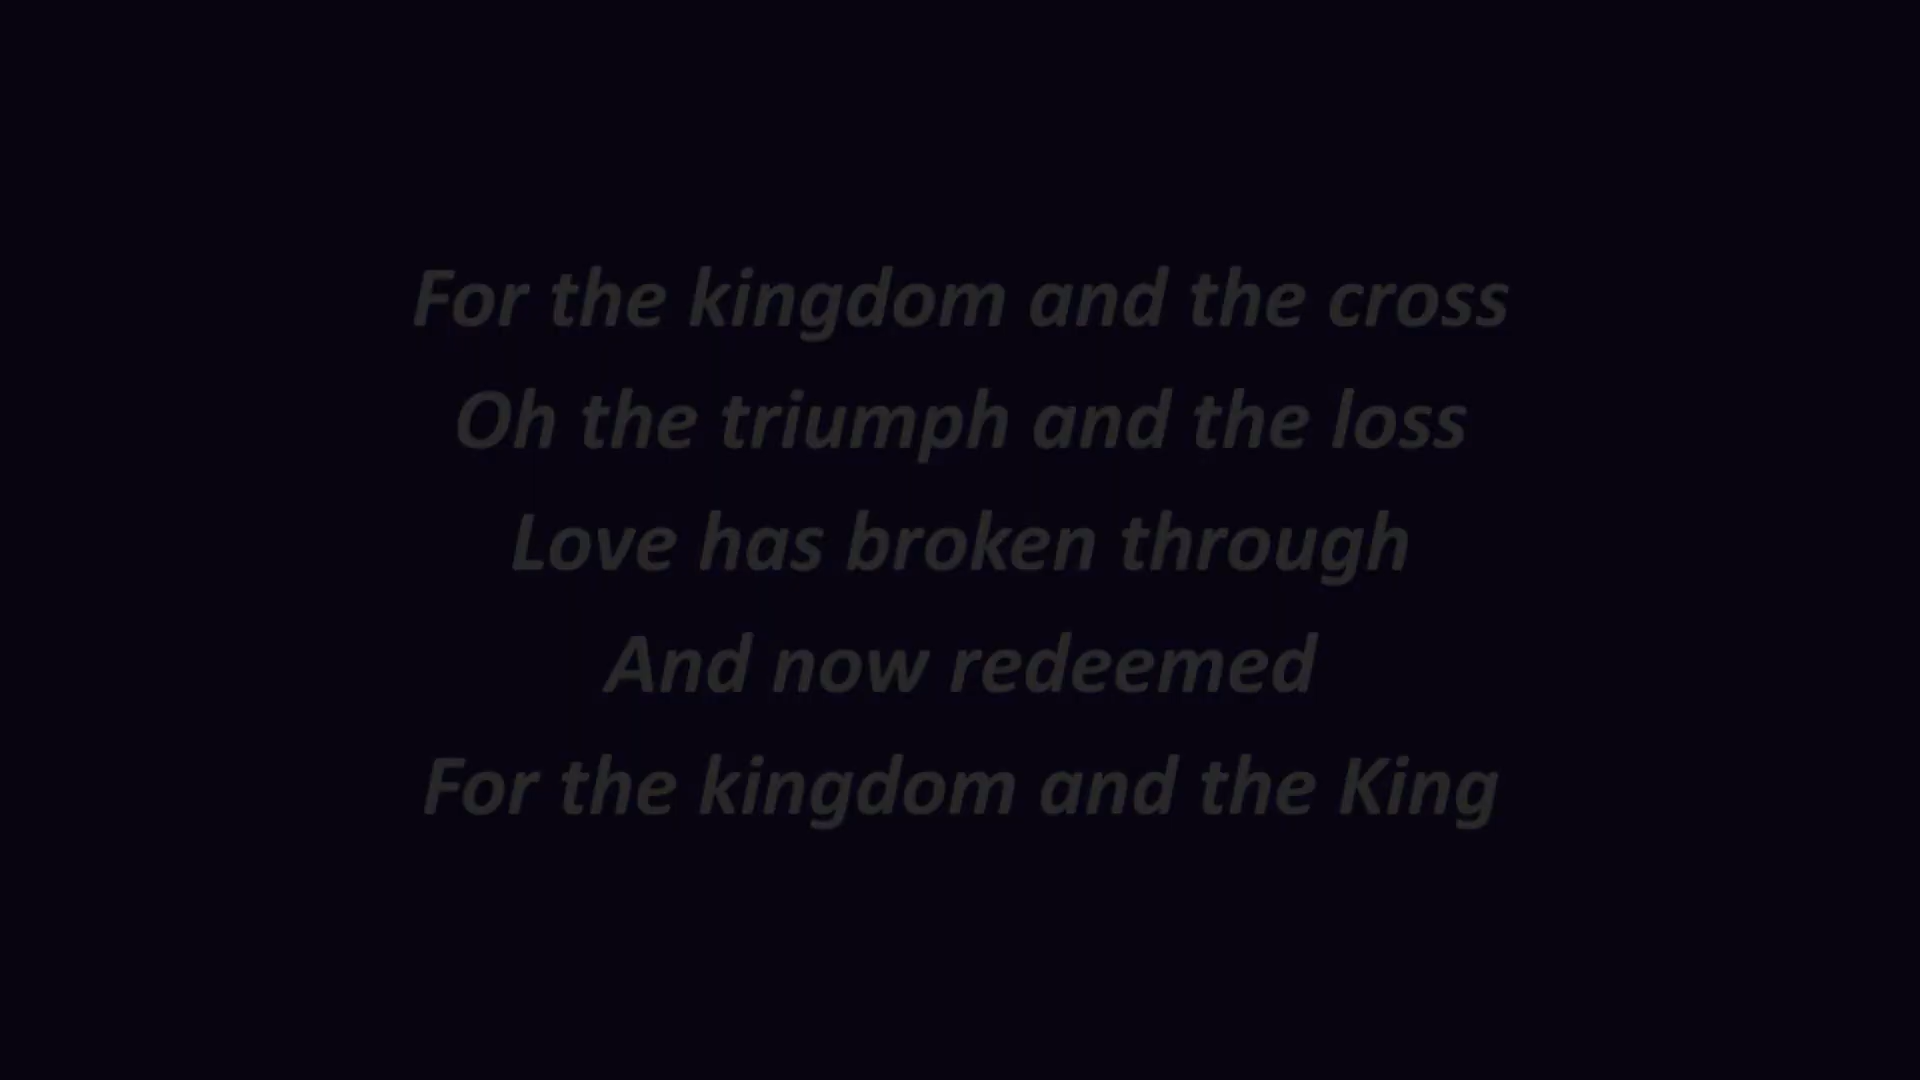 For the kingdom and the cross
Oh the triumph and the loss
Love has broken through
And now redeemed
For the kingdom and the King